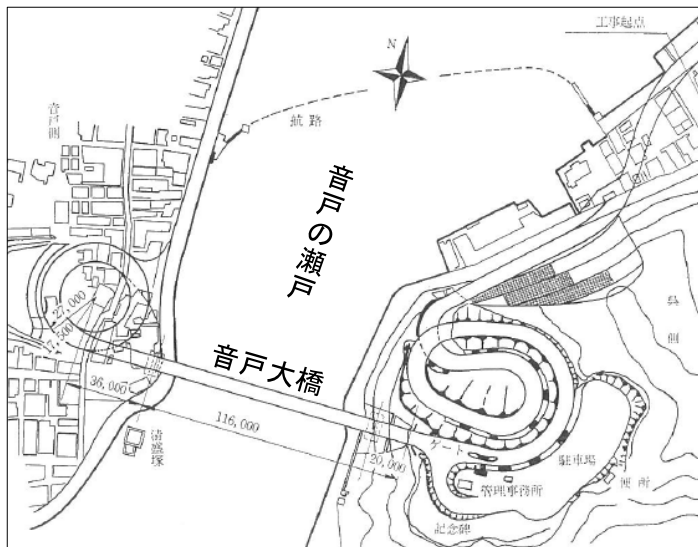 工事起点
N
音戸側
航路
音戸の瀬戸
呉側
27,000
17,500
音戸大橋
36,000
116,000
20,000
清盛塚
ゲート
駐車場
管理事務所
便所
記念碑